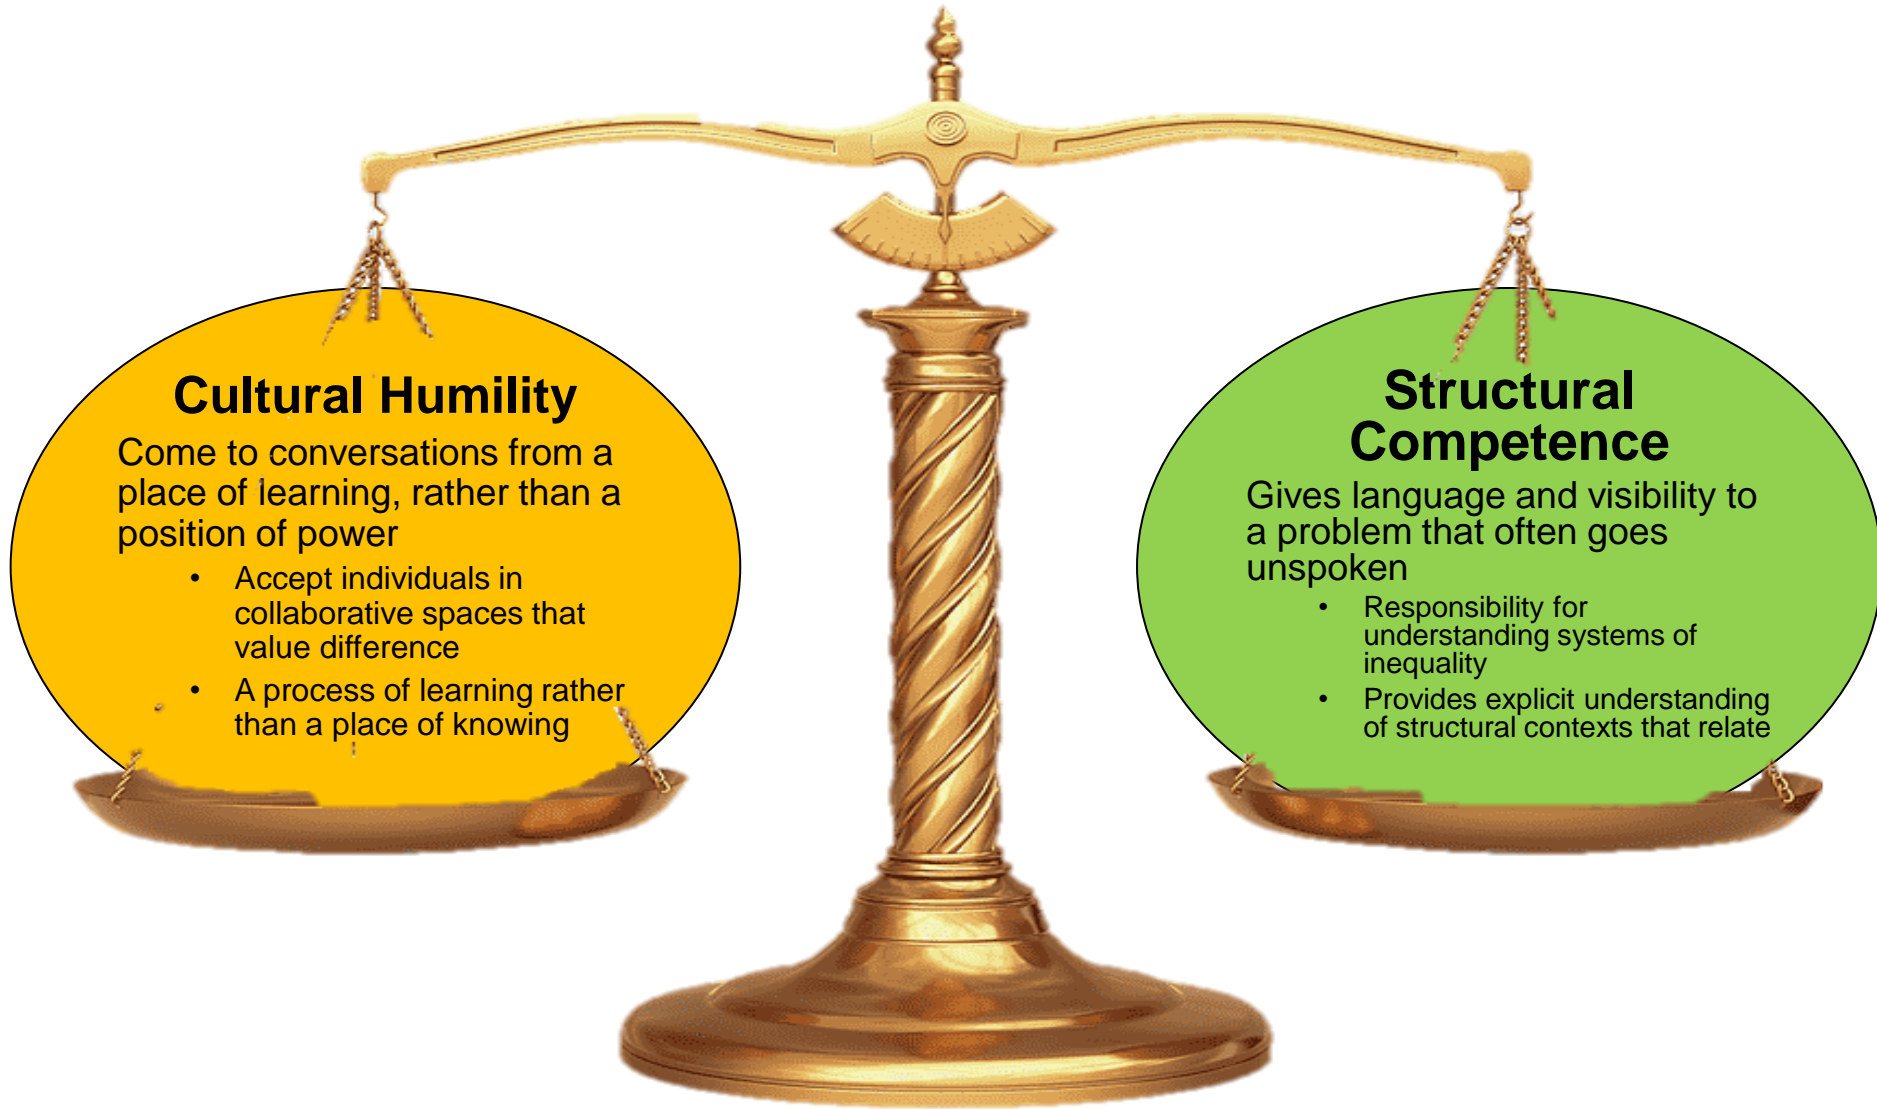 Cultural Humility
Come to conversations from a
place of learning, rather than a
position of power
• Accept individuals in
collaborative spaces that
value difference
• A process of learning rather
than a place of knowing
Structural
Competence
Gives language and visibility to
a problem that often goes
unspoken
• Responsibility for
understanding systems of
inequality
• Provides explicit understanding
of structural contexts that relate